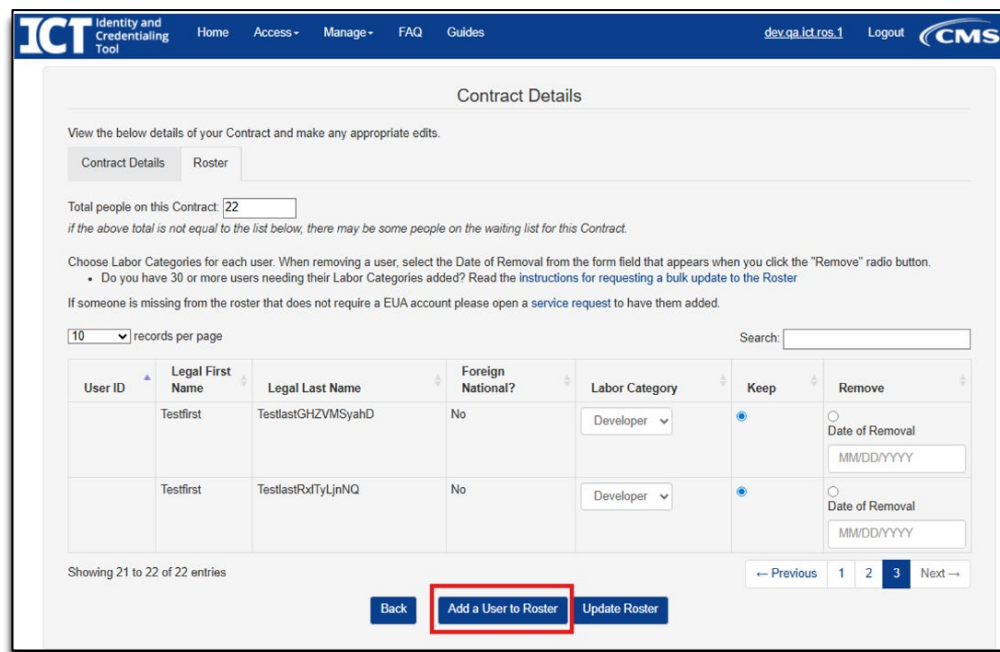 ICT Identity and Credentialing Tool Home Access Manage FAQ Guides dev.qa.ict.ros.1 Logout CMS
Contract Details
View the below details of your Contract and make any appropriate edits.
Contract Details Roster
Total people on this Contract: 22
if the above total is not equal to the list below, there may be some people on the waiting list for this Contract.
Choose Labor Categories for each user. When removing a user, select the Date of Removal from the form field that appears when you click the "Remove" radio button.
• Do you have 30 or more users needing their Labor Categories added? Read the instructions for requesting a bulk update to the Roster
If someone is missing from the roster that does not require a EUA account please open a service request to have them added.
10 records per page Search:
User ID Legal First Name Legal Last Name Foreign National? Labor Category Keep Remove
Testfirst TestlastGHZVMSyahD No Developer
Date of Removal
MM/DD/YYYY
Testfirst TestlastRxITyLjnNQ No Developer
Date of Removal
MM/DD/YYYY
Showing 21 to 22 of 22 entries ← Previous 1 2 3 Next →
Back Add a User to Roster Update Roster